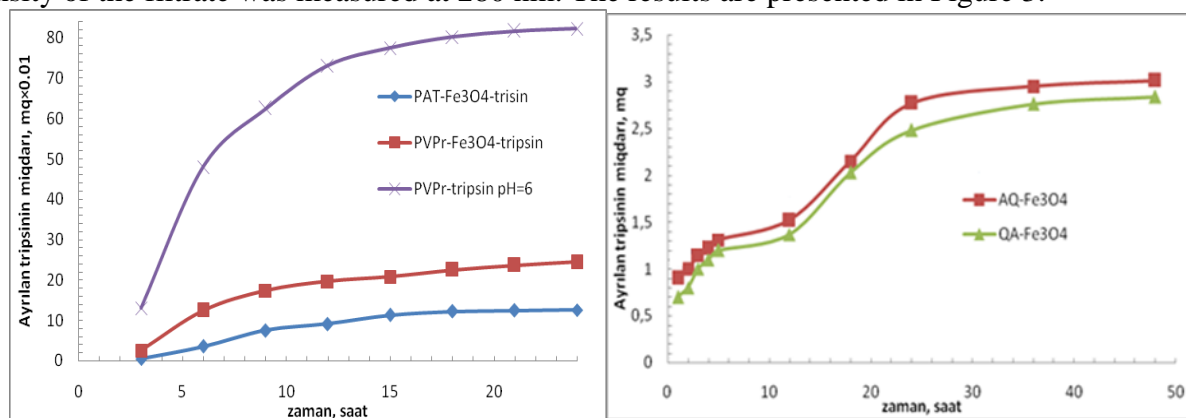 nsity of the filtrate was measured at 280 nm. The results are presented in Figure 3.
Ayrılan tripsinin miqdarı, mq×0.01
80
70
60
50
40
30
20
10
0
0 5 10 15 20
zaman, saat
PAT-Fe3O4-trisin
PVPr-Fe3O4-tripsin
PVPr-tripsin pH=6
Ayrılan tripsinin miqdarı, mq
3,5
3
2,5
2
1,5
1
0,5
0
0 10 20 30 40 50
zaman, saat
AQ-Fe3O4
QA-Fe3O4